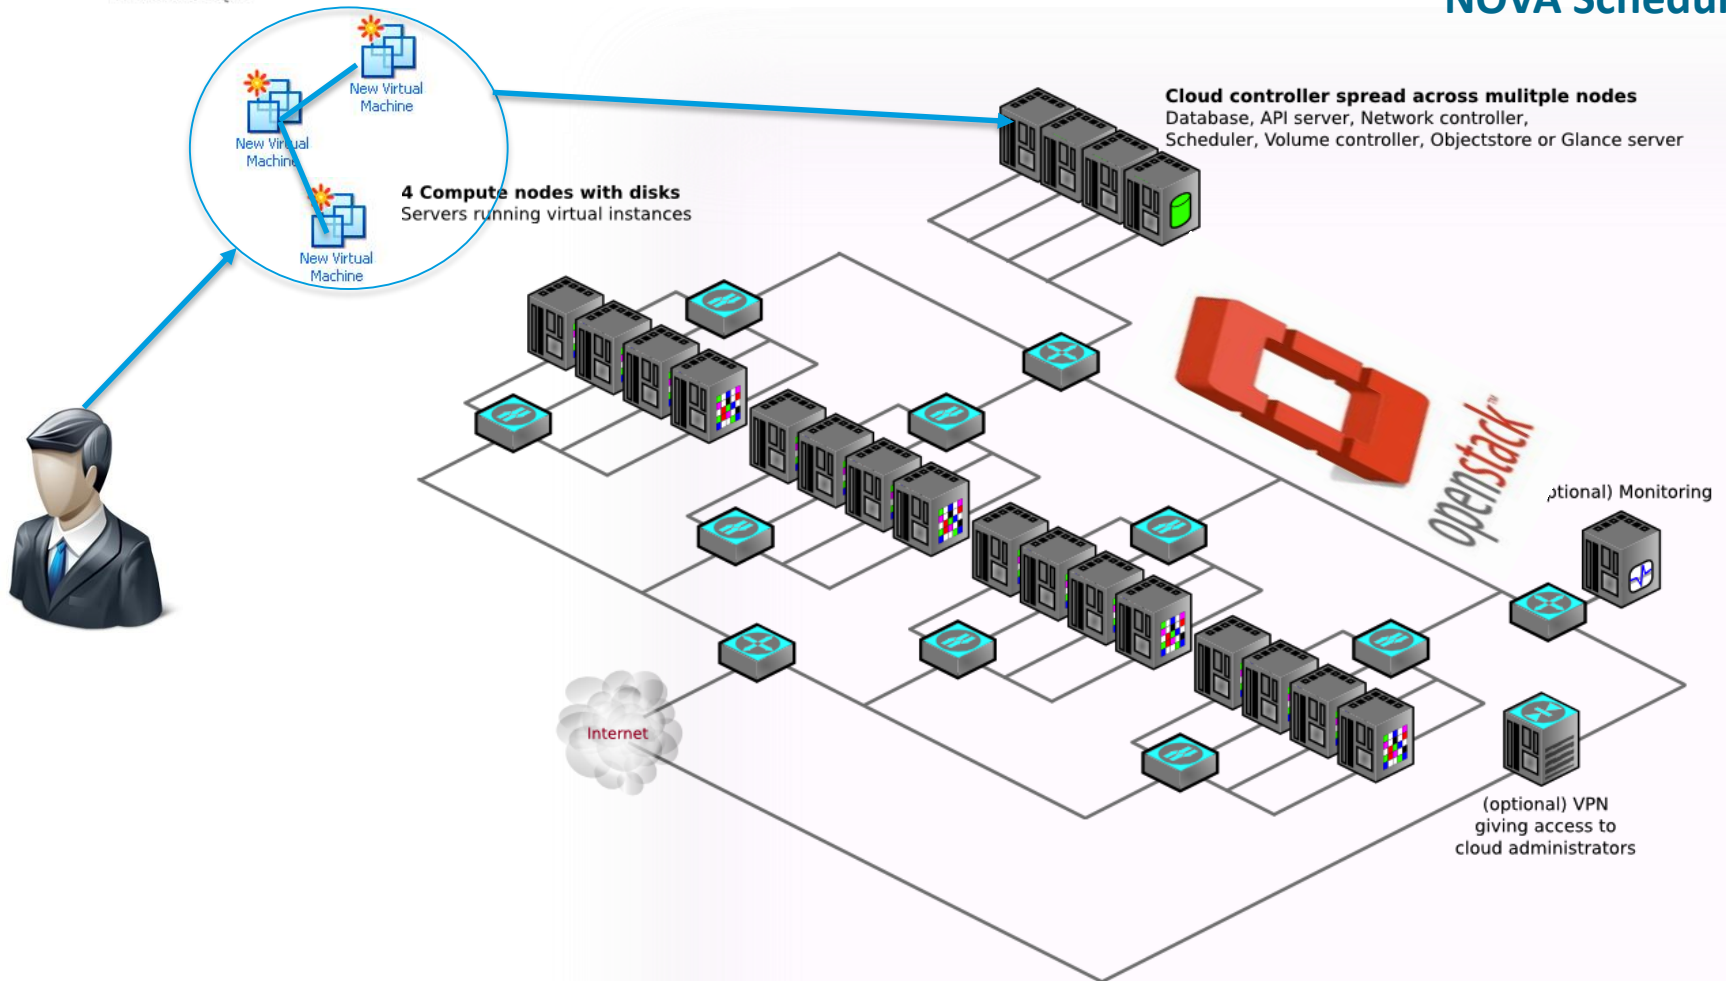 NOVA Schedul
New Virtual
Machine
New Virtual
Machine
New Virtual
Machine
4 Compute nodes with disks
Servers running virtual instances
Cloud controller spread across mulitple nodes
Database, API server, Network controller,
Scheduler, Volume controller, Objectstore or Glance server
openstack™
ptional) Monitoring
Internet
(optional) VPN
giving access to
cloud administrators